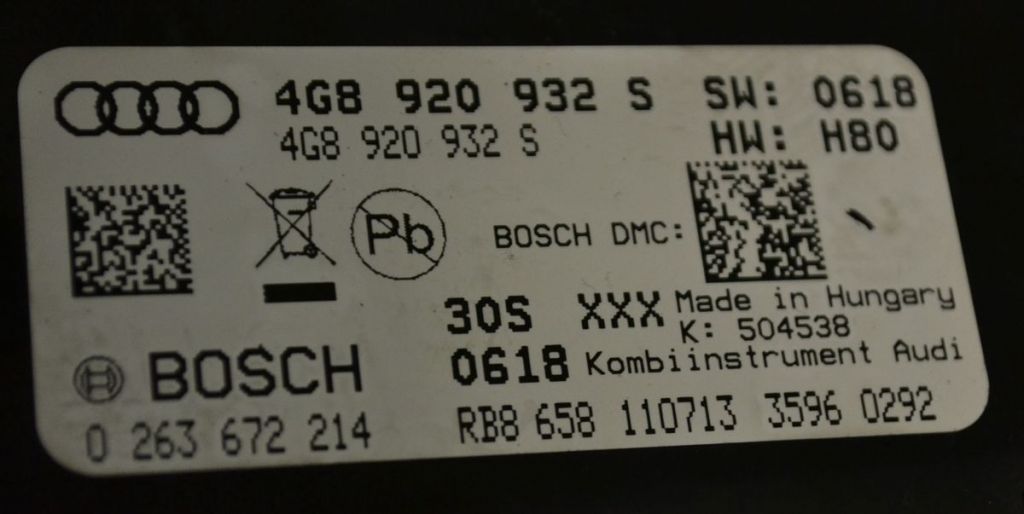 4G8 920 932 S SW: 0618
4G8 920 932 S HW: H80
Pb
BOSCH DMC:
30S XXX Made in Hungary
K: 504538
BOSCH 0618 Kombiinstrument Audi
0 263 672 214 RB8 658 110713 3596 0292